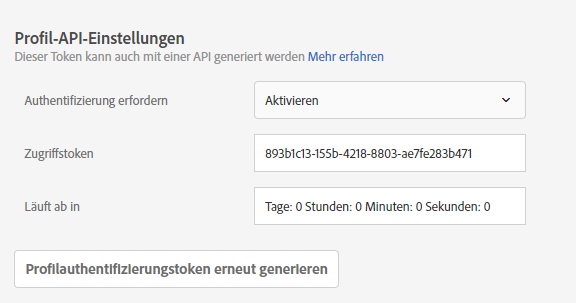 Profil-API-Einstellungen
Dieser Token kann auch mit einer API generiert werden Mehr erfahren
Authentifizierung erfordern Aktivieren
Zugriffstoken 893b1c13-155b-4218-8803-ae7fe283b471
Läuft ab in Tage: 0 Stunden: 0 Minuten: 0 Sekunden: 0
Profilauthentifizierungstoken erneut generieren